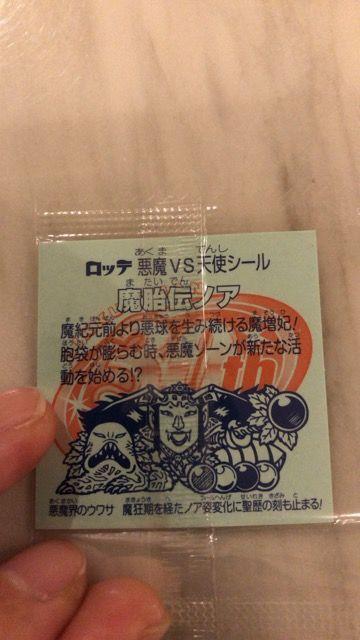 ロッテ 悪魔VS天使シール
魔胎伝ノア
魔紀元前より悪球を生み続ける魔増妃!
胞袋が膨らむ時、悪魔ゾーンが新たな活
動を始める!?
th
悪魔界のウワサ 魔狂期を経たノア姿変化に聖歴の刻も止まる!